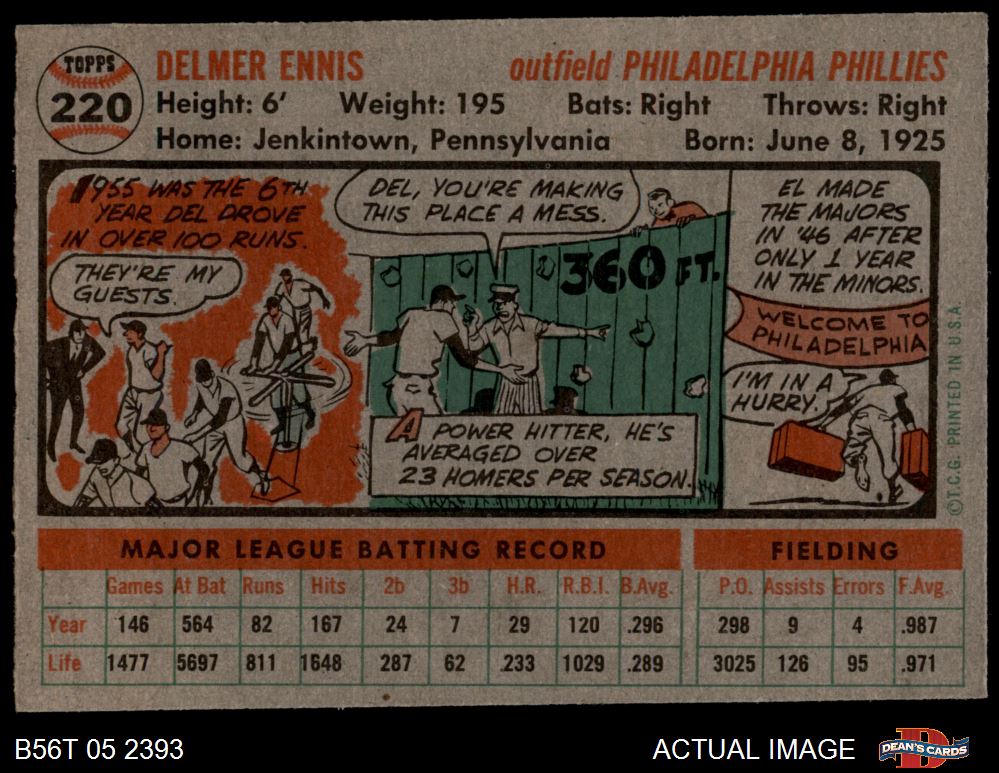 TOPPS
220
DELMER ENNIS outfield PHILADELPHIA PHILLIES
Height: 6' Weight: 195 Bats: Right Throws: Right
Home: Jenkintown, Pennsylvania Born: June 8, 1925
1955 WAS THE 6TH
YEAR DEL DROVE
IN OVER 100 RUNS.
THEY'RE MY
GUESTS.
DEL, YOU'RE MAKING
THIS PLACE A MESS.
360 FT.
A POWER HITTER, HE'S
AVERAGED OVER
23 HOMERS PER SEASON.
EL MADE
THE MAJORS
IN '46 AFTER
ONLY 1 YEAR
IN THE MINORS.
WELCOME TO
PHILADELPHIA
I'M IN A
HURRY.
©T.C.G. PRINTED IN U.S.A.
MAJOR LEAGUE BATTING RECORD FIELDING
Games At Bat Runs Hits 2b 3b H.R. R.B.I. B.Avg. P.O. Assists Errors F.Avg.
Year 146 564 82 167 24 7 29 120 .296 298 9 4 .987
Life 1477 5697 811 1648 287 62 .233 1029 .289 3025 126 95 .971
B56T 05 2393 ACTUAL IMAGE D DEAN'S CARDS